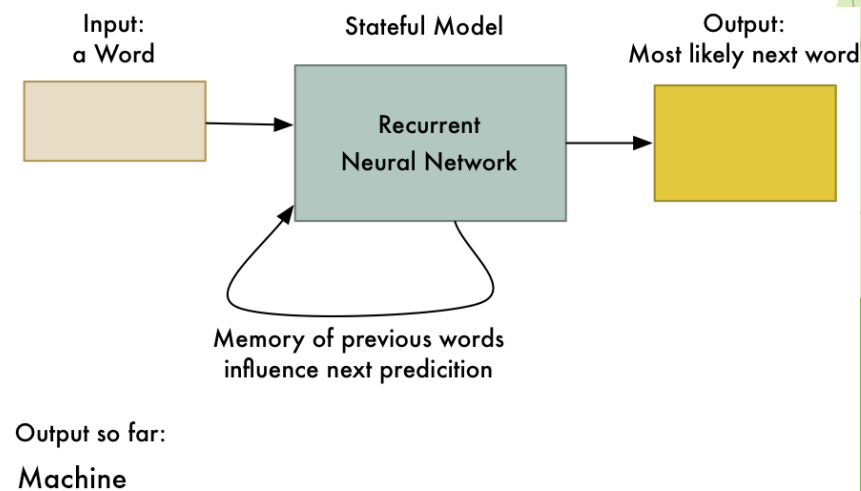 Input:
a Word
Stateful Model
Output:
Most likely next word
Recurrent
Neural Network
Memory of previous words
influence next predicition
Output so far:
Machine